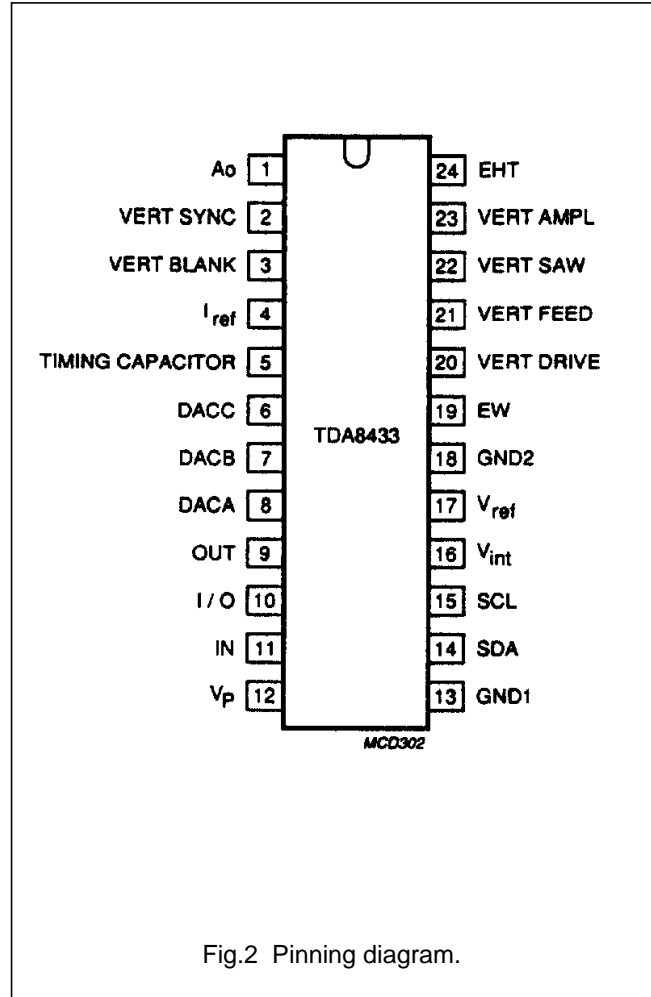 Ao 1 24 EHT
VERT SYNC 2 23 VERT AMPL
VERT BLANK 3 22 VERT SAW
Iref 4 21 VERT FEED
TIMING CAPACITOR 5 20 VERT DRIVE
DACC 6 19 EW
TDA8433
DACB 7 18 GND2
DACA 8 17 Vref
OUT 9 16 Vint
I / O 10 15 SCL
IN 11 14 SDA
VP 12 13 GND1
MCD302
Fig.2 Pinning diagram.